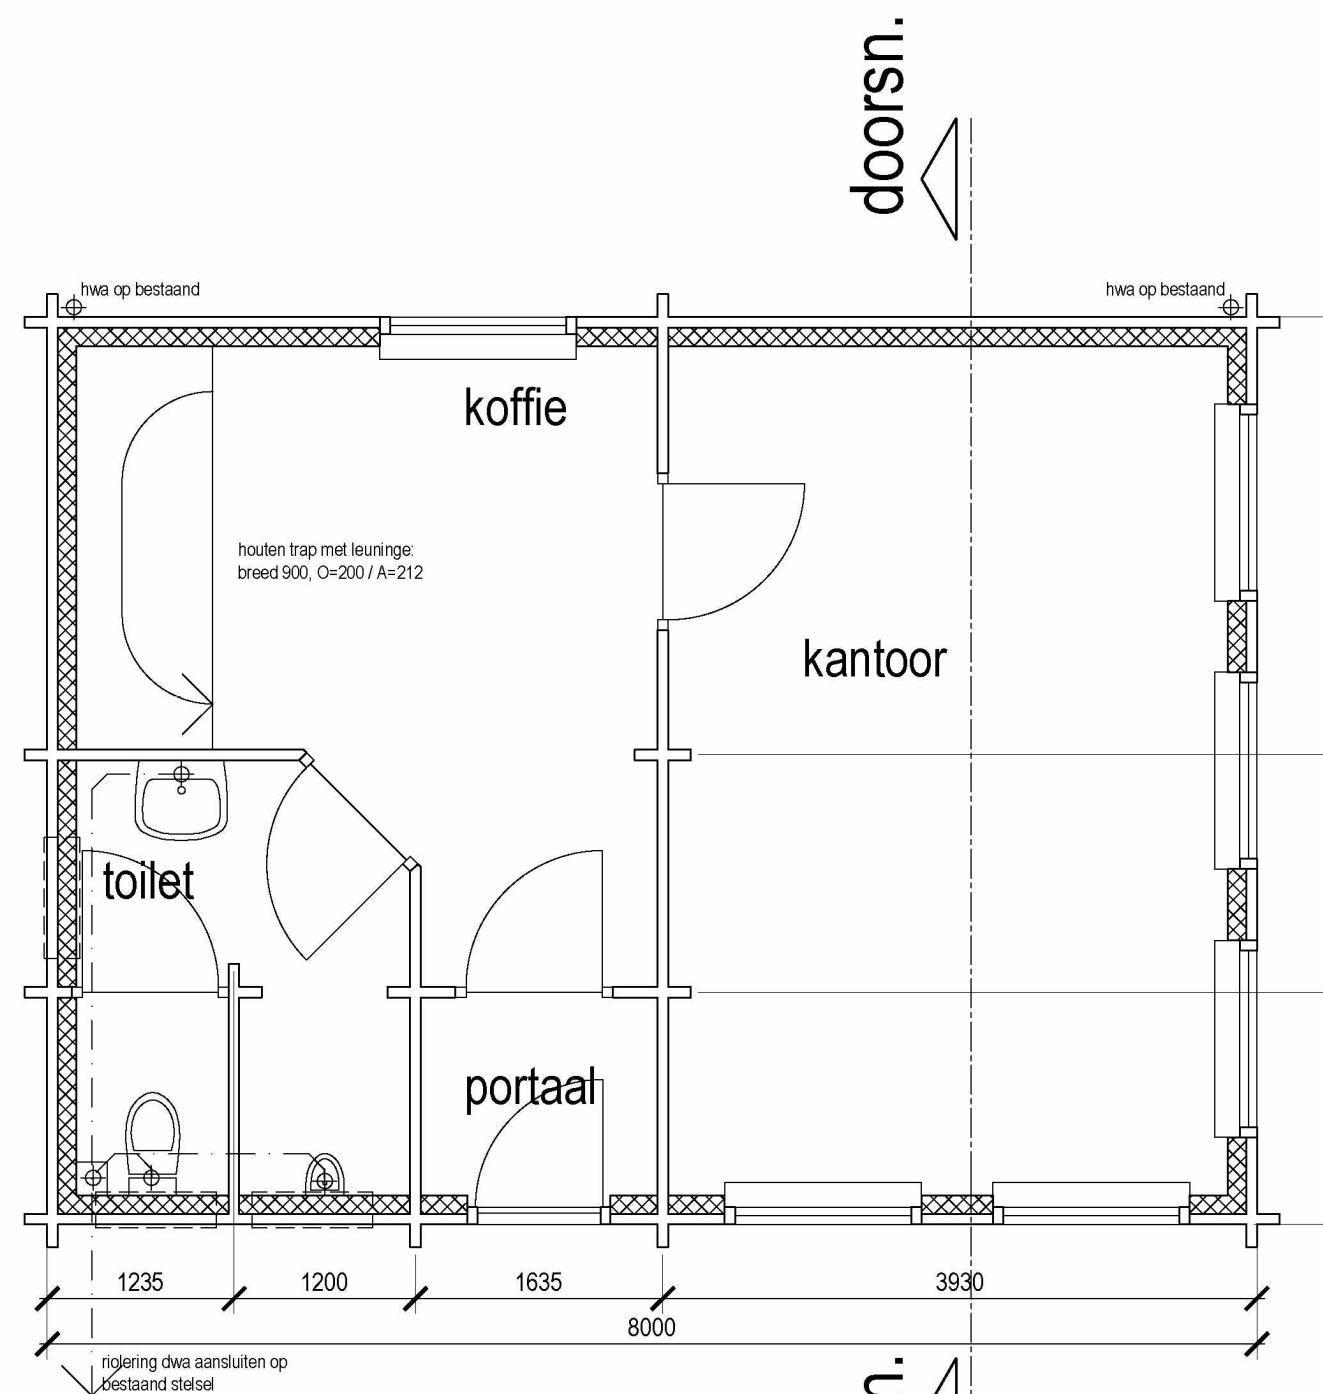 doorsn.
hwa op bestaand
hwa op bestaand
koffie
houten trap met leuninge:
breed 900, O=200 / A=212
kantoor
toilet
portaal
1235
1200
1635
3930
8000
riolering dwa aansluiten op
bestaand stelsel
n.